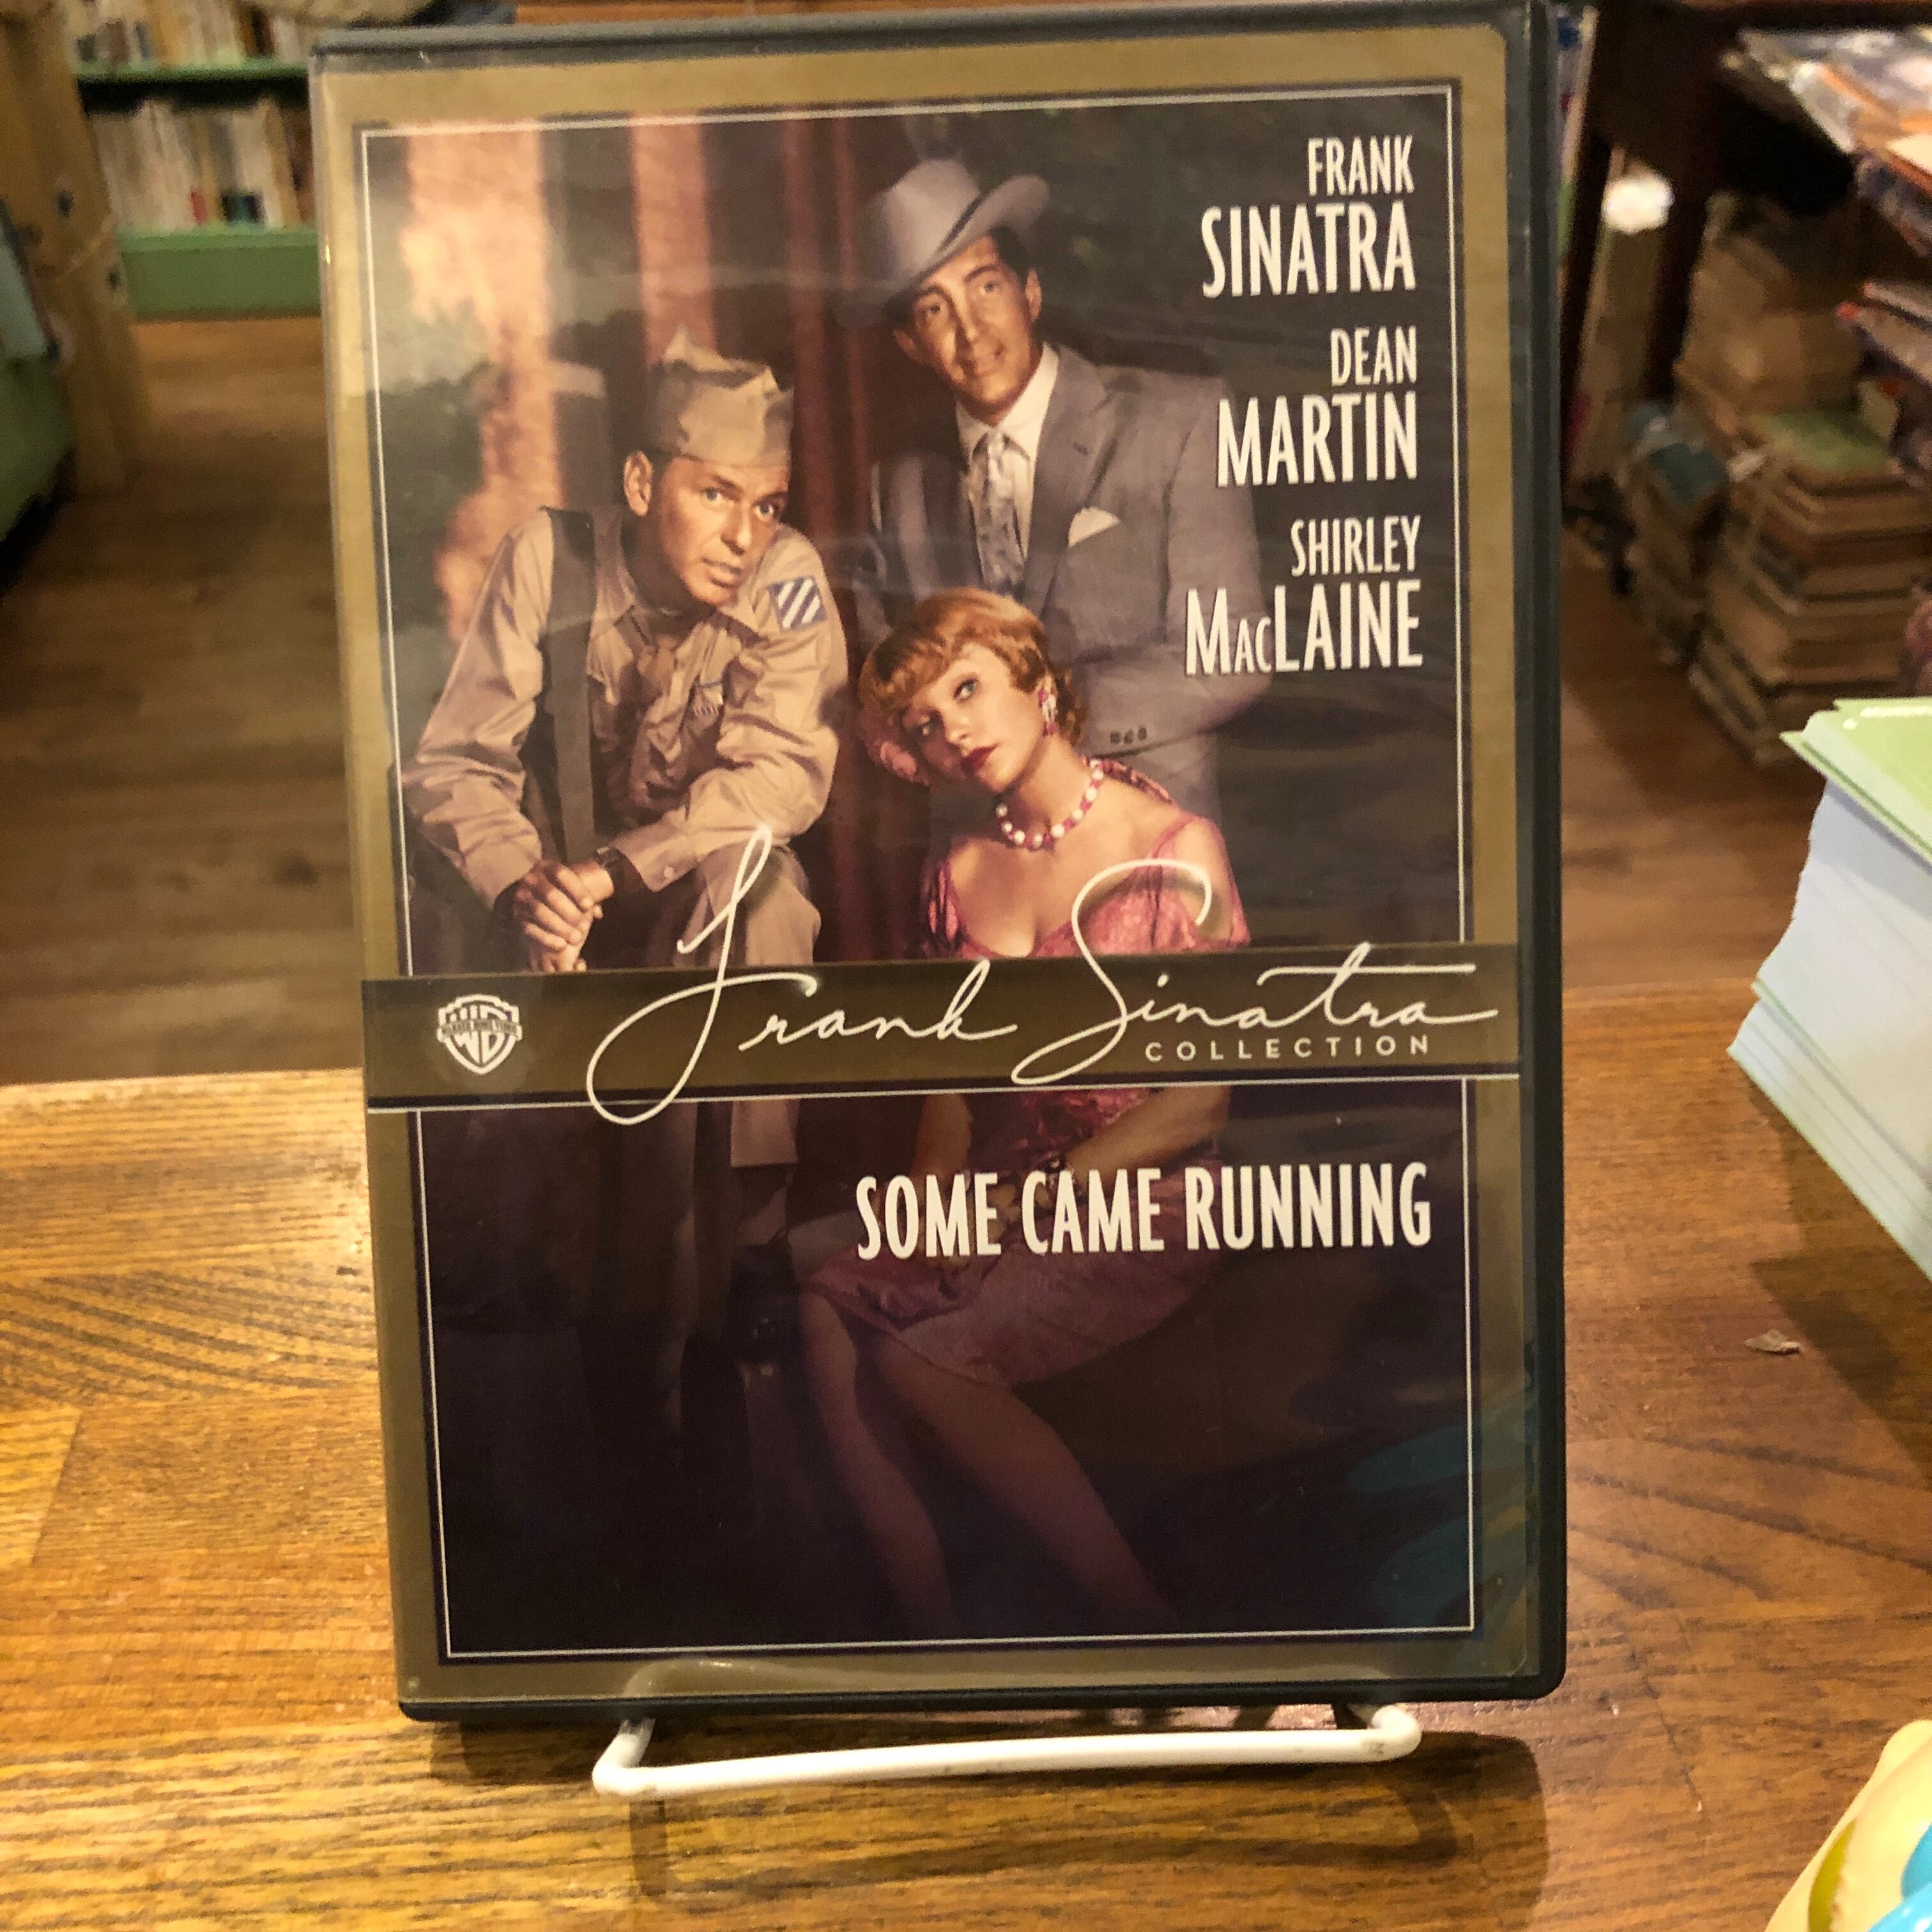 FRANK
SINATRA
DEAN
MARTIN
SHIRLEY
MacLAINE
Frank Sinatra
COLLECTION
SOME CAME RUNNING